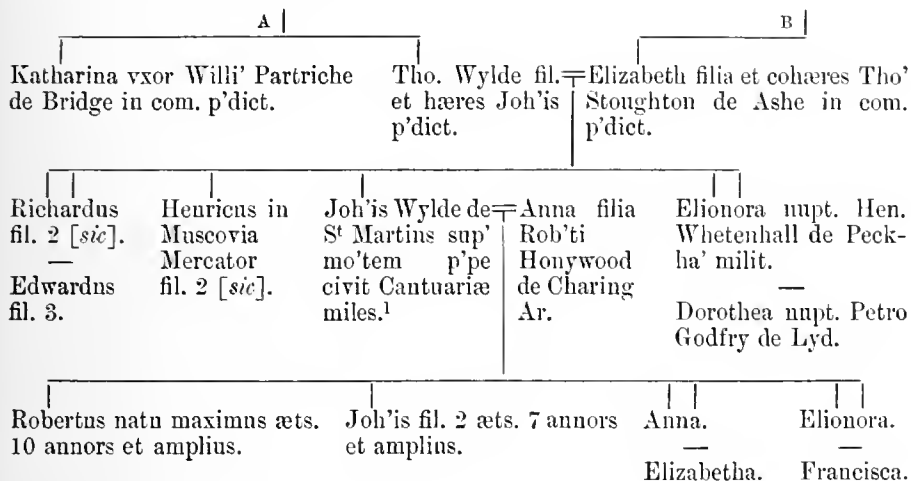 A
B
Katharina vxor Willi' Partriche
de Bridge in com. p'dict.
Tho. Wylde fil.
et hæres Joh'is
p'dict.
Elizabeth filia et cohæres Tho'
Stoughton de Ashe in com.
p'dict.
Richardus
fil. 2 [sic].
—
Edwardus
fil. 3.
Henricus in
Muscovia
Mercator
fil. 2 [sic].
Joh'is Wylde de
St Martins sup'
mo'tem p'pe
civit Cantuariæ
miles.1
Anna filia
Rob'ti
Honywood
de Charing
Ar.
Elionora nupt. Hen.
Whetenhall de Peck-
ha' milit.
—
Dorothea nupt. Petro
Godfry de Lyd.
Robertus natu maximus æts.
10 annors et amplius.
Joh'is fil. 2 æts. 7 annors
et amplius.
Anna.
—
Elizabetha.
Elionora.
—
Francisca.